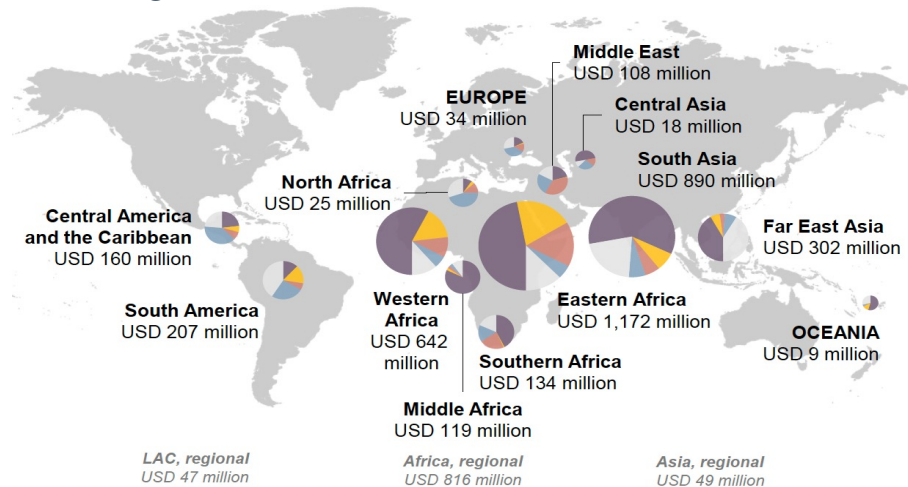 Middle East
USD 108 million
EUROPE
USD 34 million
Central Asia
USD 18 million
South Asia
USD 890 million
North Africa
USD 25 million
Central America
and the Caribbean
USD 160 million
Far East Asia
USD 302 million
South America
USD 207 million
Western
Africa
USD 642
million
Eastern Africa
USD 1,172 million
OCEANIA
USD 9 million
Southern Africa
USD 134 million
Middle Africa
USD 119 million
LAC, regional
USD 47 million
Africa, regional
USD 816 million
Asia, regional
USD 49 million